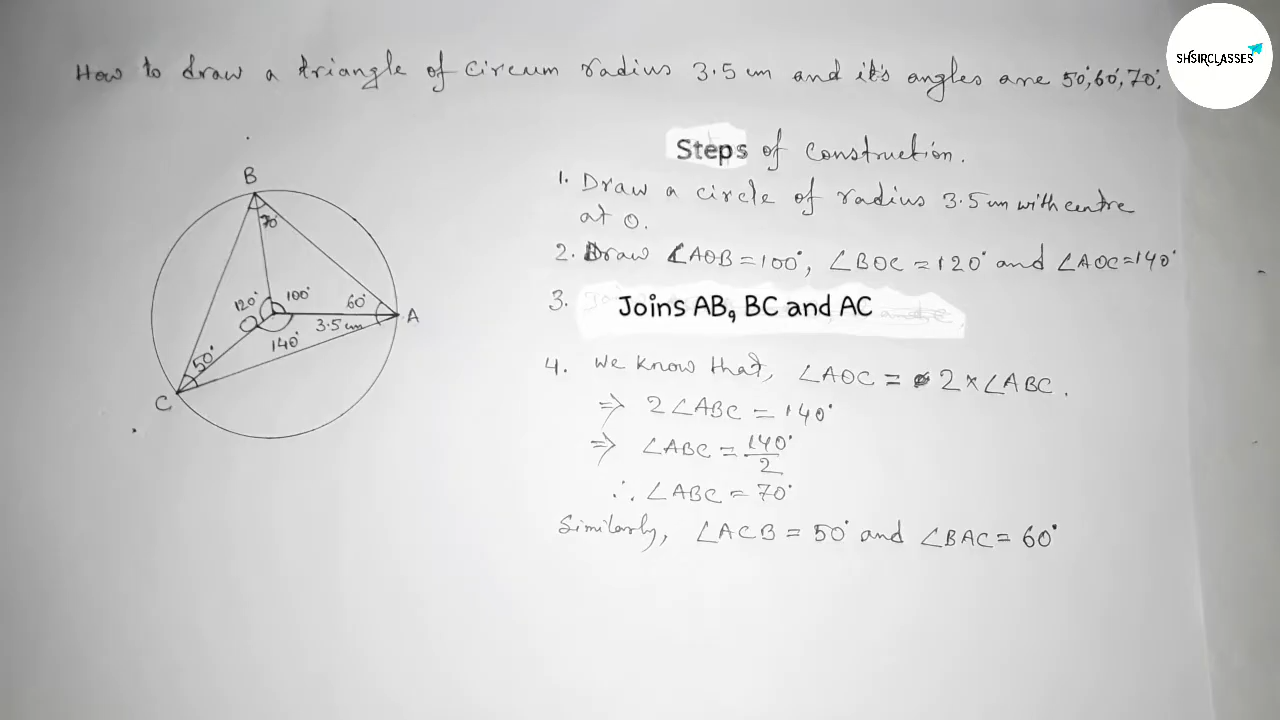 How to draw a triangle of circum radius 3.5 cm and it's angles are 50°, 60°, 70°.
SHSIRCLASSES
Steps of construction.
1. Draw a circle of radius 3.5 cm with centre
at O.
2. Draw ∠AOB = 100°, ∠BOC = 120° and ∠AOC = 140°
3. Joins AB, BC and AC
4. We know that, ∠AOC = 2 × ∠ABC.
⇒ 2∠ABC = 140°
⇒ ∠ABC = 140°/2
∴ ∠ABC = 70°
Similarly, ∠ACB = 50° and ∠BAC = 60°
B
70°
120°
100°
60°
O
3.5 cm
A
140°
50°
C